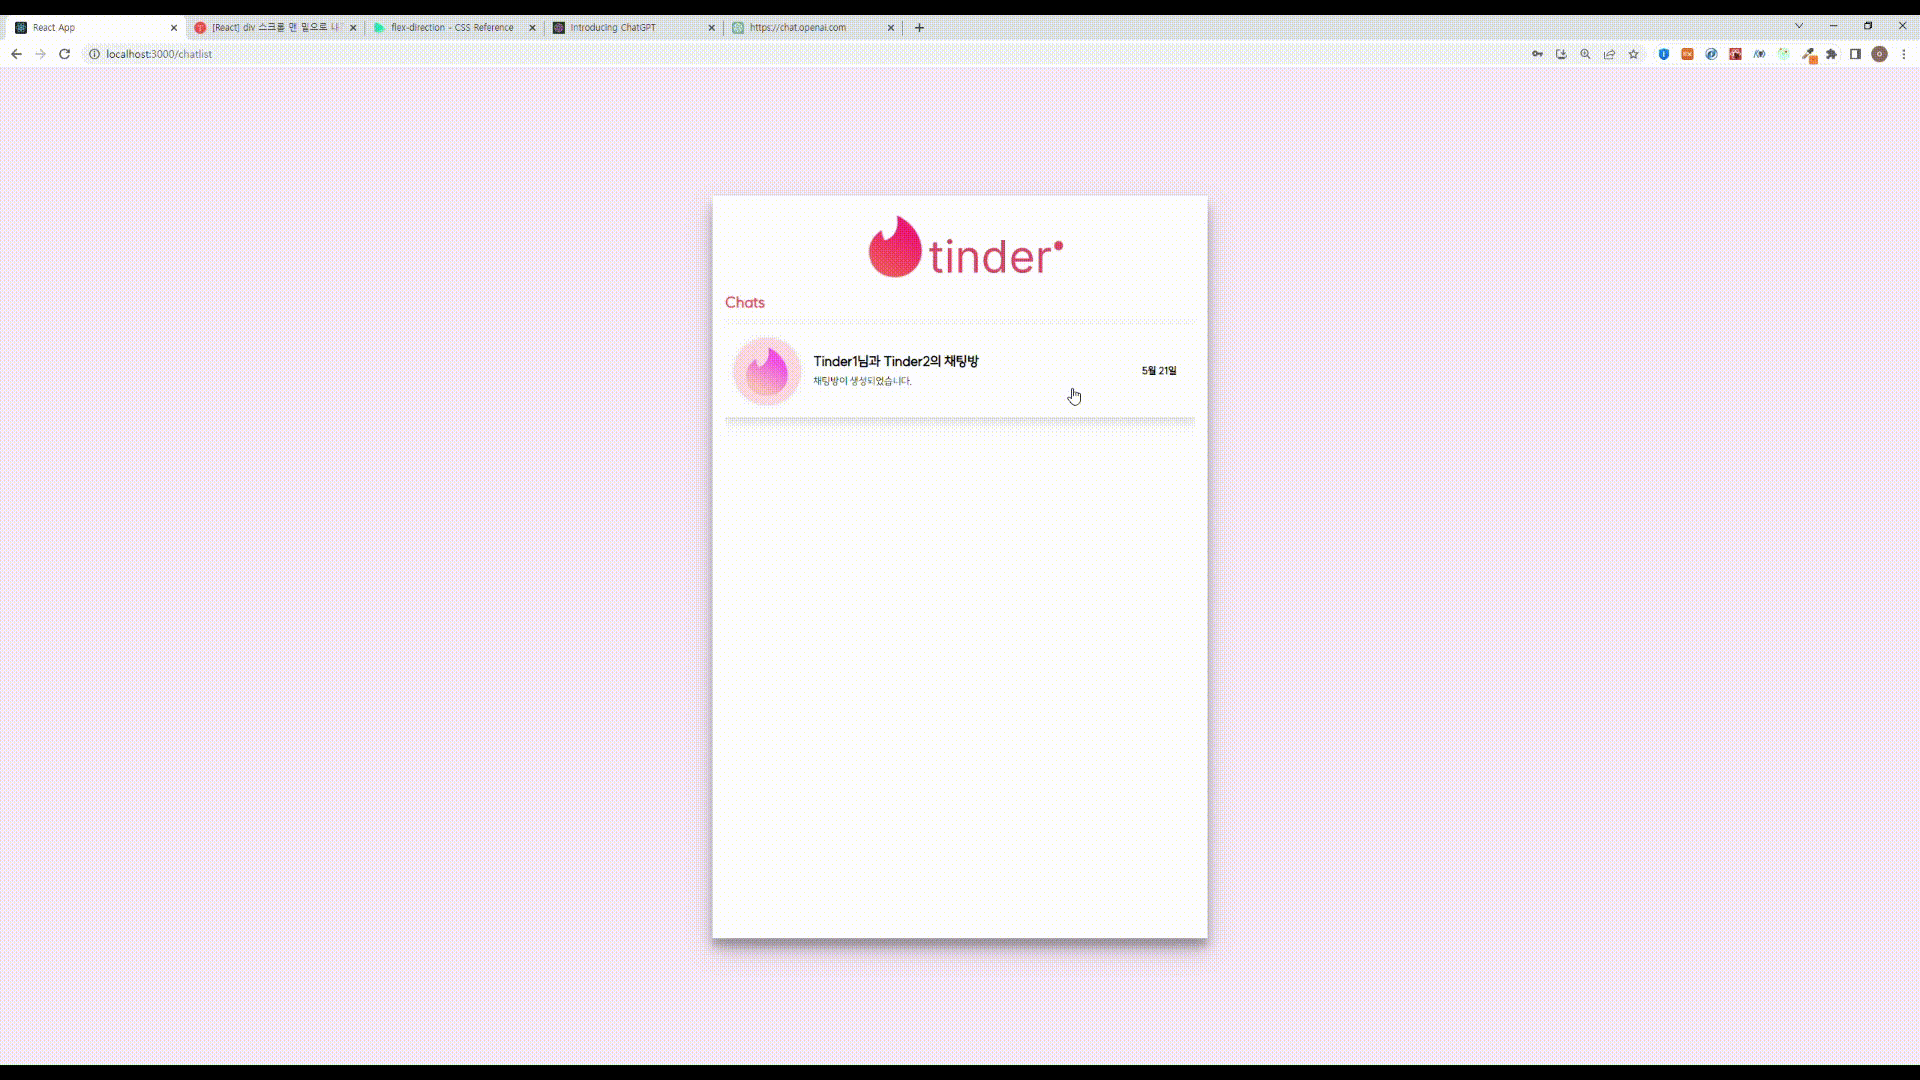 React App
[React] div 스크롤 맨 밑으로 나
flex-direction - CSS Reference
Introducing ChatGPT
https://chat.openai.com
localhost:3000/chatlist
tinder
Chats
Tinder1님과 Tinder2의 채팅방
채팅방이 생성되었습니다.
5월 21일